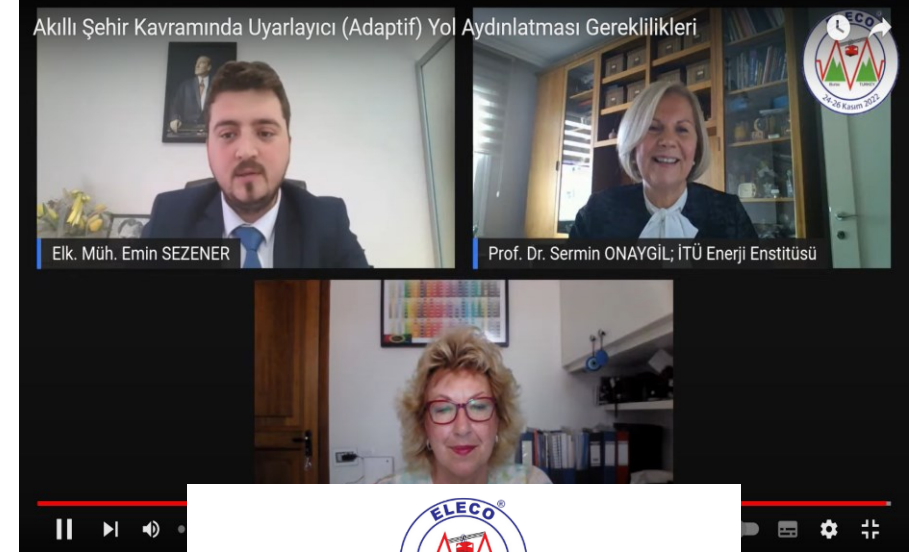 Akıllı Şehir Kavramında Uyarlayıcı (Adaptif) Yol Aydınlatması Gereklilikleri
ELECO
24-26 Kasım 2022
Elk. Müh. Emin SEZENER
Prof. Dr. Sermin ONAYGİL; İTÜ Enerji Enstitüsü
ELECO®